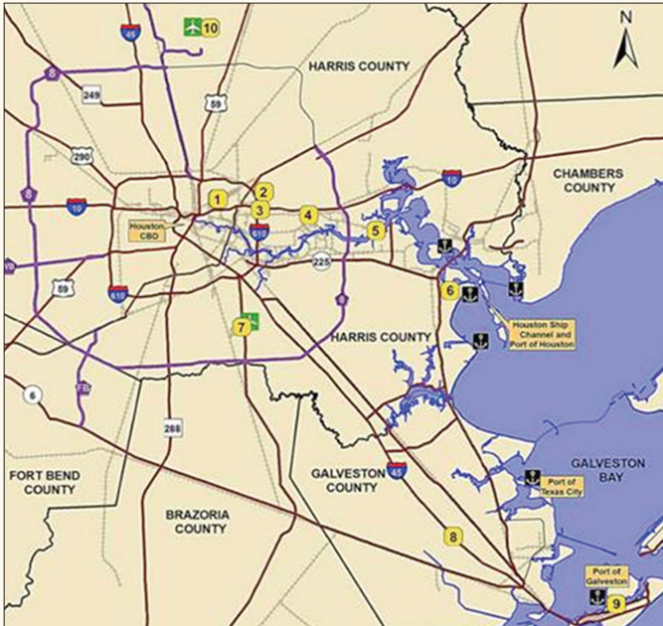 N
45
10
HARRIS COUNTY
8
249
59
290
CHAMBERS
COUNTY
10
8
1
2
10
3
4
610
5
Houston
CBD
225
59
610
6
8
7
HARRIS COUNTY
Houston Ship
Channel and
Port of Houston
6
288
FORT BEND
COUNTY
GALVESTON
COUNTY
45
GALVESTON
BAY
Port of
Texas City
BRAZORIA
COUNTY
8
Port of
Galveston
9